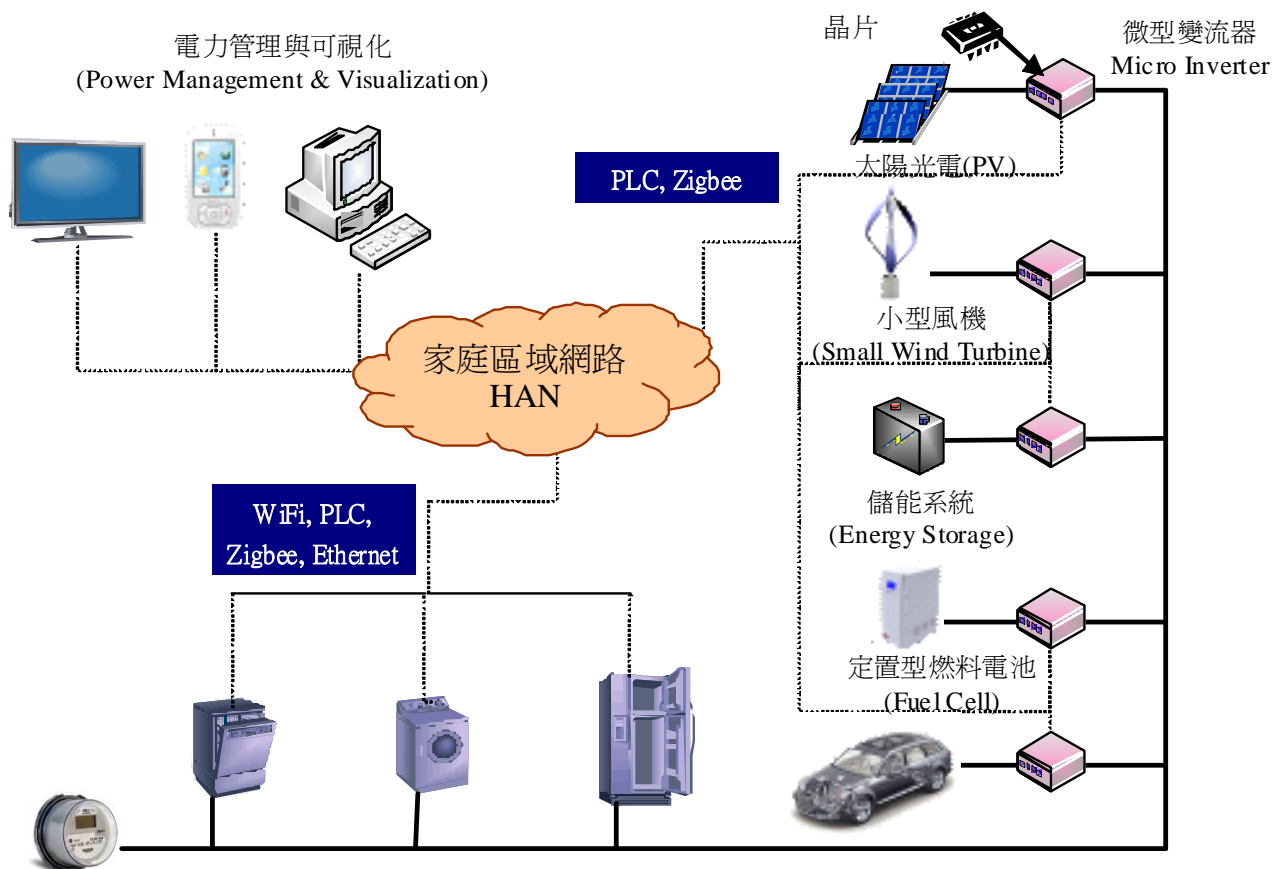 電力管理與可視化
(Power Management & Visualization)
晶片
微型變流器
Micro Inverter
PLC, Zigbee
太陽光電(PV)
小型風機
(Small Wind Turbine)
家庭區域網路
HAN
儲能系統
(Energy Storage)
WiFi, PLC,
Zigbee, Ethernet
定置型燃料電池
(Fuel Cell)